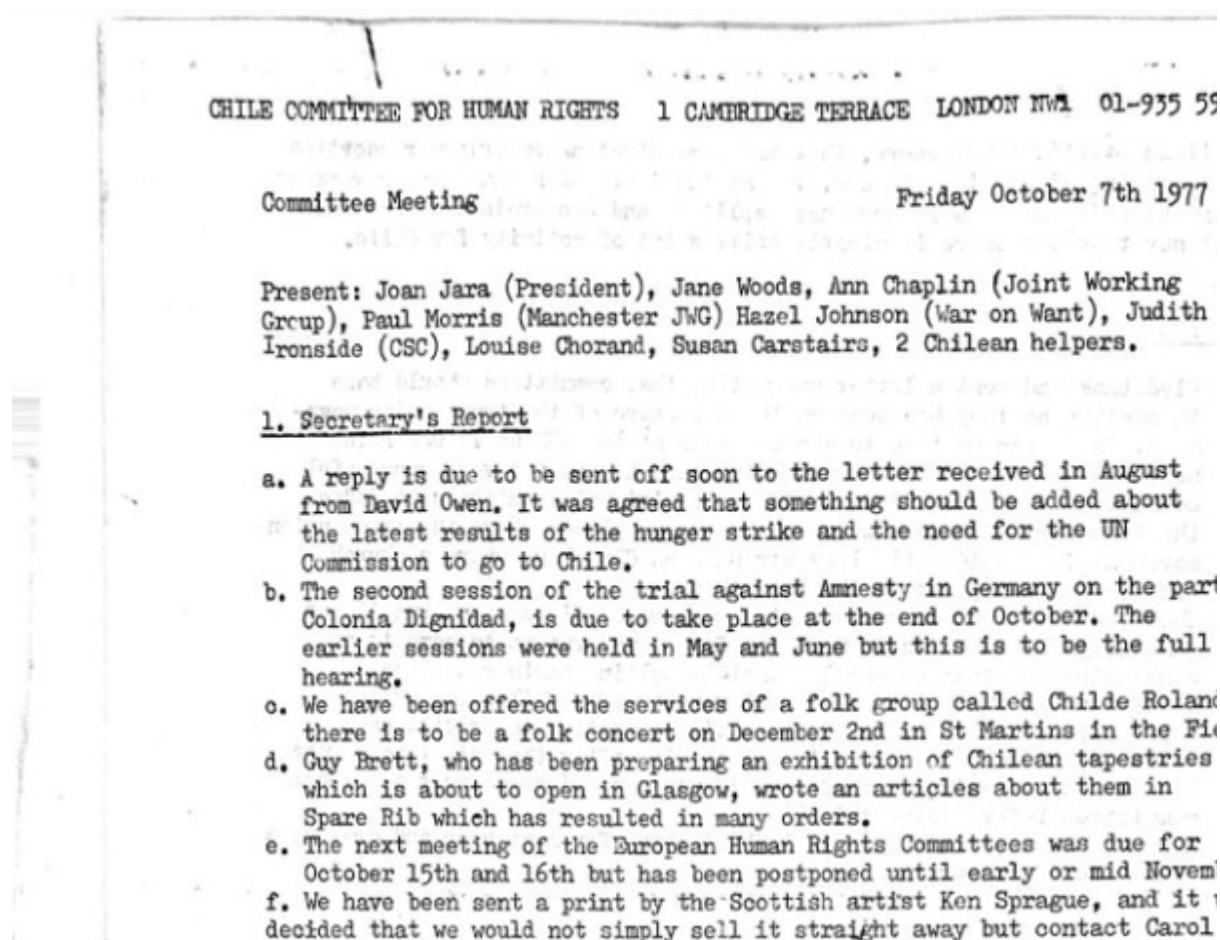 CHILE COMMITTEE FOR HUMAN RIGHTS 1 CAMBRIDGE TERRACE LONDON NW1 01-935 59
Committee Meeting Friday October 7th 1977
Present: Joan Jara (President), Jane Woods, Ann Chaplin (Joint Working
Group), Paul Morris (Manchester JWG) Hazel Johnson (War on Want), Judith
Ironside (CSC), Louise Chorand, Susan Carstairs, 2 Chilean helpers.
1. Secretary's Report
a. A reply is due to be sent off soon to the letter received in August
from David Owen. It was agreed that something should be added about
the latest results of the hunger strike and the need for the UN
Commission to go to Chile.
b. The second session of the trial against Amnesty in Germany on the part
Colonia Dignidad, is due to take place at the end of October. The
earlier sessions were held in May and June but this is to be the full
hearing.
c. We have been offered the services of a folk group called Childe Roland
there is to be a folk concert on December 2nd in St Martins in the Fie
d. Guy Brett, who has been preparing an exhibition of Chilean tapestries
which is about to open in Glasgow, wrote an articles about them in
Spare Rib which has resulted in many orders.
e. The next meeting of the European Human Rights Committees was due for
October 15th and 16th but has been postponed until early or mid Novemb
f. We have been sent a print by the Scottish artist Ken Sprague, and it
decided that we would not simply sell it straight away but contact Carol